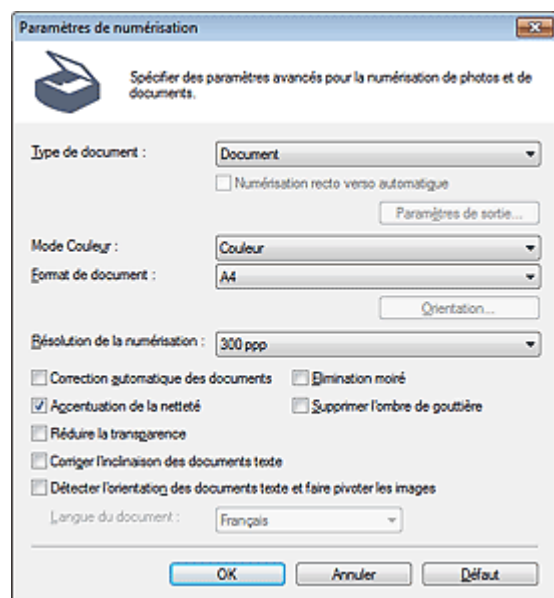 Paramètres de numérisation
Spécifier des paramètres avancés pour la numérisation de photos et de
documents.
Type de document :
Document
Numérisation recto verso automatique
Paramètres de sortie...
Mode Couleur :
Couleur
Format de document :
A4
Orientation...
Résolution de la numérisation :
300 ppp
Correction automatique des documents
Elimination moiré
Accentuation de la netteté
Supprimer l'ombre de gouttière
Réduire la transparence
Corriger l'inclinaison des documents texte
Détecter l'orientation des documents texte et faire pivoter les images
Langue du document :
Français
OK
Annuler
Défaut